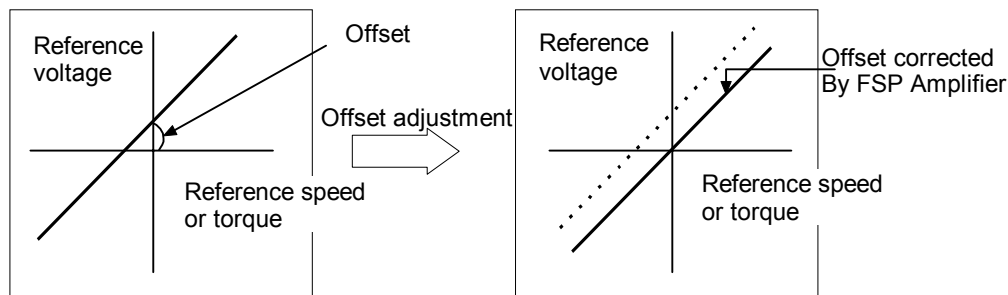 Reference
voltage
Offset
Reference speed
or torque
Offset adjustment
Reference
voltage
Offset corrected
By FSP Amplifier
Reference speed
or torque